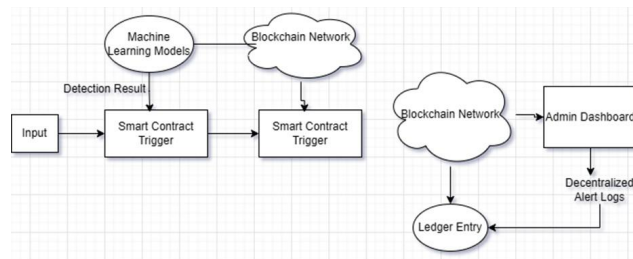 Machine
Learning Models
Blockchain Network
Detection Result
Input
Smart Contract
Trigger
Smart Contract
Trigger
Blockchain Network
Admin Dashboard
Decentralized
Alert Logs
Ledger Entry